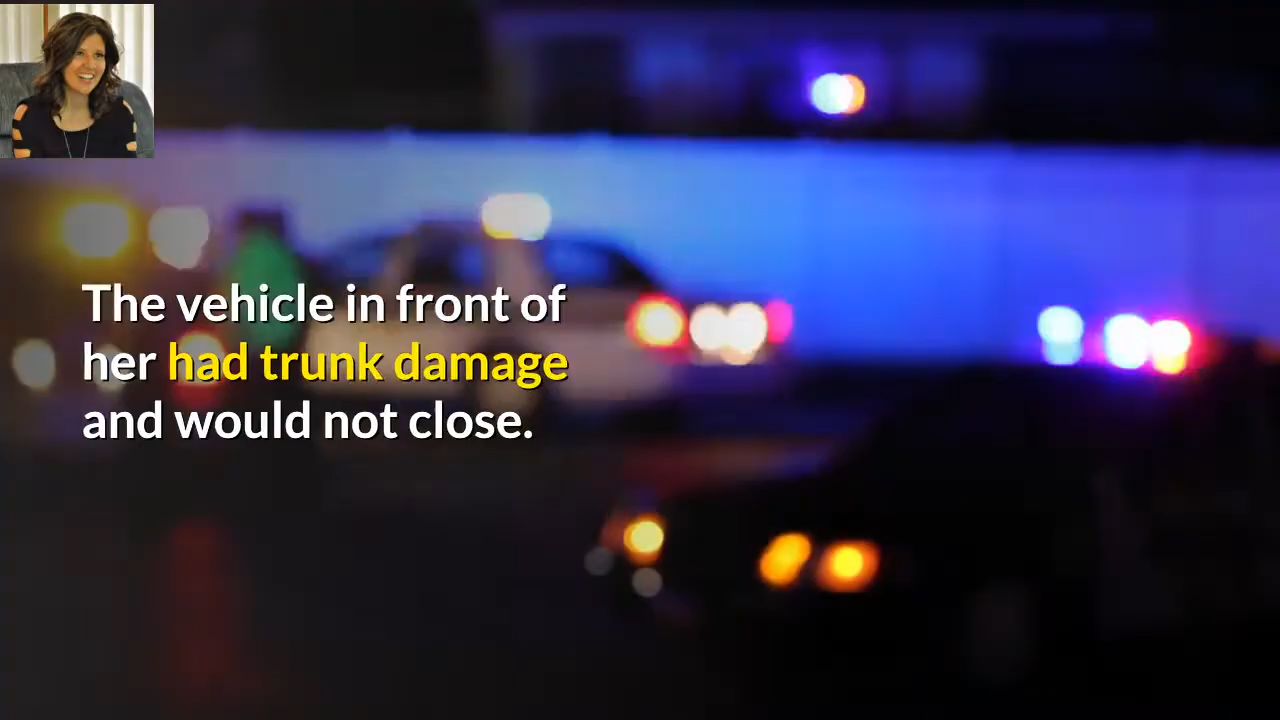 The vehicle in front of
her had trunk damage
and would not close.